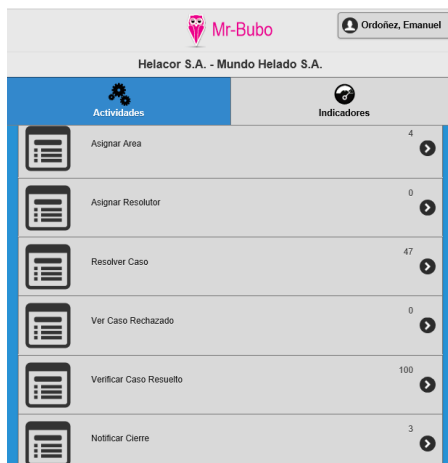 Mr-Bubo
Ordoñez, Emanuel
Helacor S.A. - Mundo Helado S.A.
Actividades
Indicadores
Asignar Area
4
Asignar Resolutor
0
Resolver Caso
47
Ver Caso Rechazado
0
Verificar Caso Resuelto
100
Notificar Cierre
3